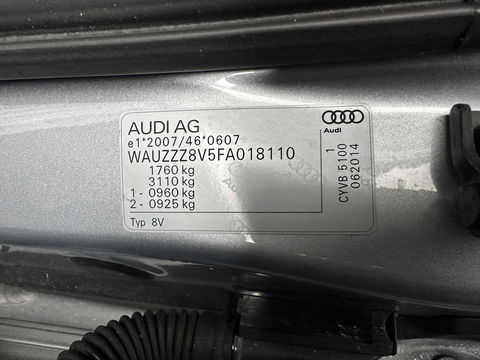 AUDI AG
e1*2007/46*0607
WAUZZZ8V5FA018110
1760 kg
3110 kg
1- 0960 kg
2- 0925 kg
Typ 8V
Audi
1
CYVB 5100
062014